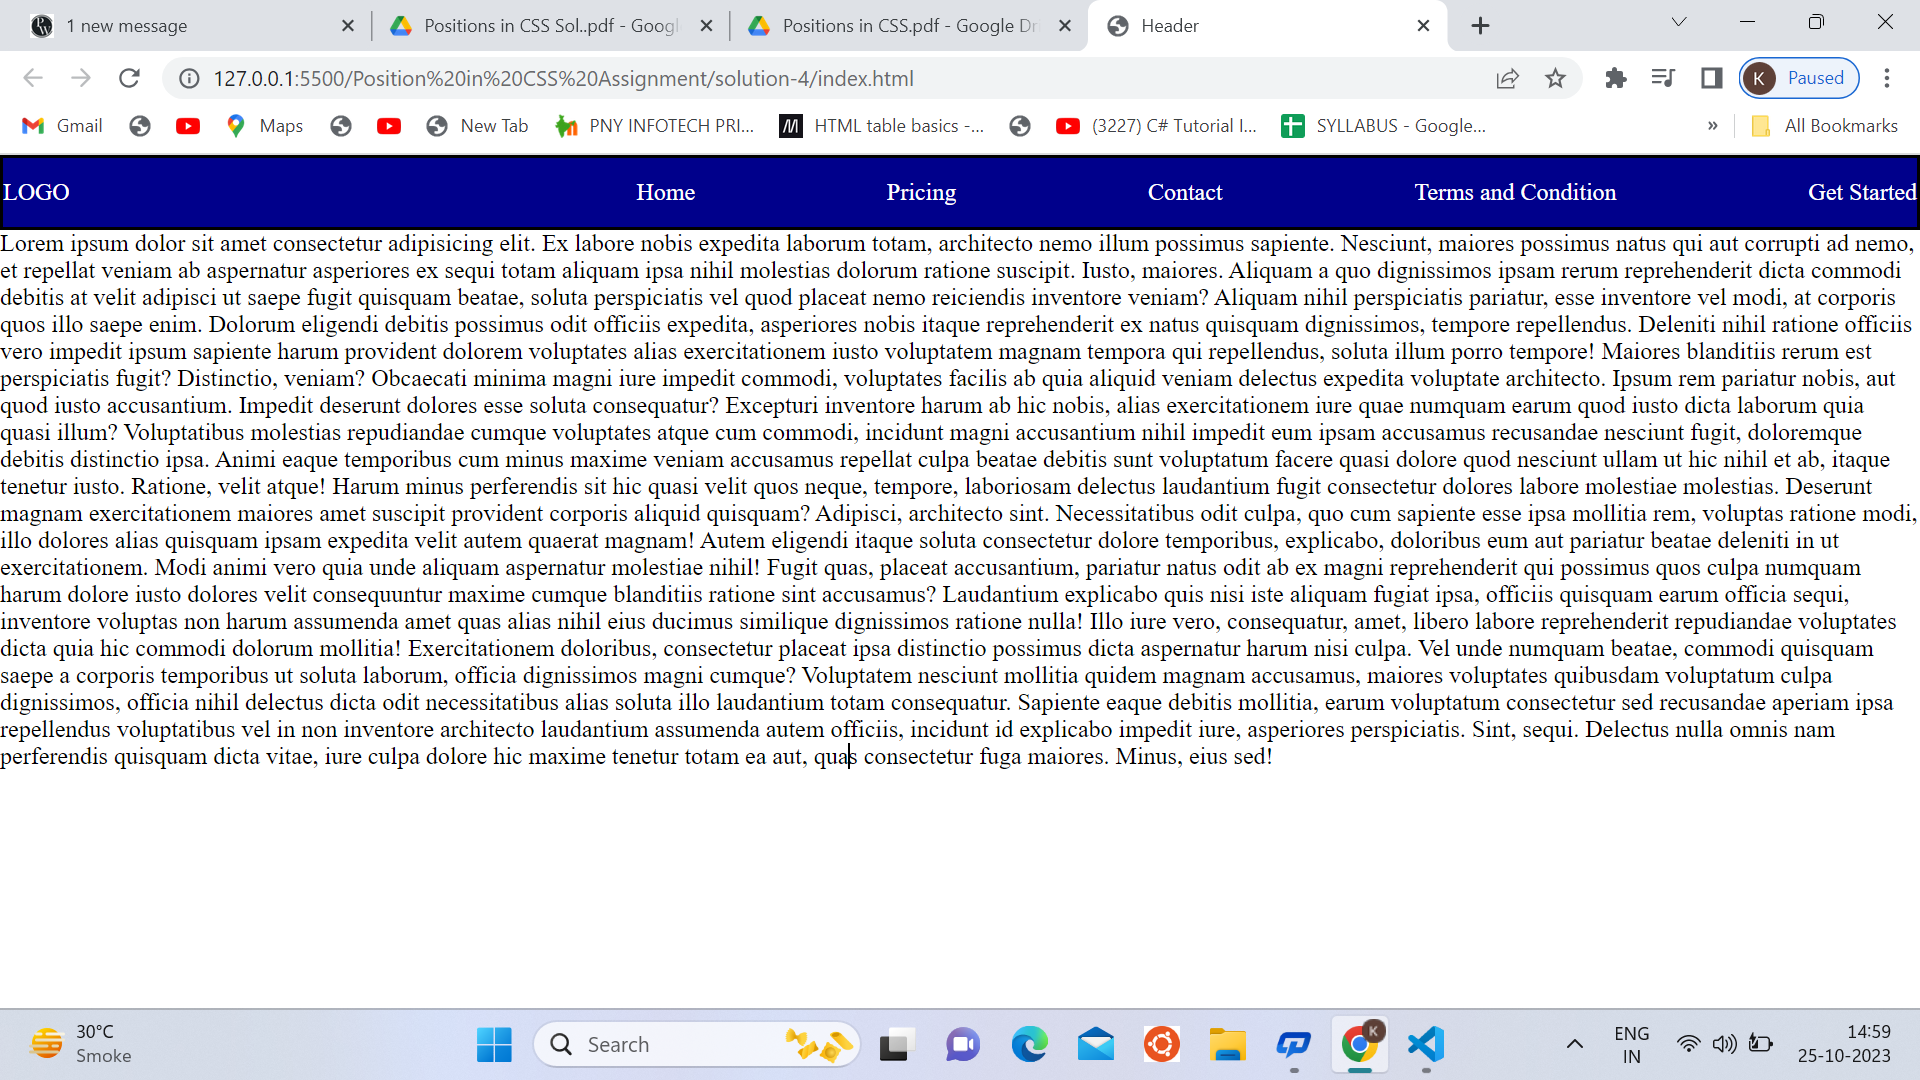 1 new message
Positions in CSS Sol..pdf - Googl
Positions in CSS.pdf - Google Dr
Header
127.0.0.1:5500/Position%20in%20CSS%20Assignment/solution-4/index.html
K Paused
Gmail
Maps
New Tab
PNY INFOTECH PRI...
HTML table basics -...
(3227) C# Tutorial I...
SYLLABUS - Google...
»
All Bookmarks
LOGO
Home
Pricing
Contact
Terms and Condition
Get Started
Lorem ipsum dolor sit amet consectetur adipisicing elit. Ex labore nobis expedita laborum totam, architecto nemo illum possimus sapiente. Nesciunt, maiores possimus natus qui aut corrupti ad nemo,
et repellat veniam ab aspernatur asperiores ex sequi totam aliquam ipsa nihil molestias dolorum ratione suscipit. Iusto, maiores. Aliquam a quo dignissimos ipsam rerum reprehenderit dicta commodi
debitis at velit adipisci ut saepe fugit quisquam beatae, soluta perspiciatis vel quod placeat nemo reiciendis inventore veniam? Aliquam nihil perspiciatis pariatur, esse inventore vel modi, at corporis
quos illo saepe enim. Dolorum eligendi debitis possimus odit officiis expedita, asperiores nobis itaque reprehenderit ex natus quisquam dignissimos, tempore repellendus. Deleniti nihil ratione officiis
vero impedit ipsum sapiente harum provident dolorem voluptates alias exercitationem iusto voluptatem magnam tempora qui repellendus, soluta illum porro tempore! Maiores blanditiis rerum est
perspiciatis fugit? Distinctio, veniam? Obcaecati minima magni iure impedit commodi, voluptates facilis ab quia aliquid veniam delectus expedita voluptate architecto. Ipsum rem pariatur nobis, aut
quod iusto accusantium. Impedit deserunt dolores esse soluta consequatur? Excepturi inventore harum ab hic nobis, alias exercitationem iure quae numquam earum quod iusto dicta laborum quia
quasi illum? Voluptatibus molestias repudiandae cumque voluptates atque cum commodi, incidunt magni accusantium nihil impedit eum ipsam accusamus recusandae nesciunt fugit, doloremque
debitis distinctio ipsa. Animi eaque temporibus cum minus maxime veniam accusamus repellat culpa beatae debitis sunt voluptatum facere quasi dolore quod nesciunt ullam ut hic nihil et ab, itaque
tenetur iusto. Ratione, velit atque! Harum minus perferendis sit hic quasi velit quos neque, tempore, laboriosam delectus laudantium fugit consectetur dolores labore molestiae molestias. Deserunt
magnam exercitationem maiores amet suscipit provident corporis aliquid quisquam? Adipisci, architecto sint. Necessitatibus odit culpa, quo cum sapiente esse ipsa mollitia rem, voluptas ratione modi,
illo dolores alias quisquam ipsam expedita velit autem quaerat magnam! Autem eligendi itaque soluta consectetur dolore temporibus, explicabo, doloribus eum aut pariatur beatae deleniti in ut
exercitationem. Modi animi vero quia unde aliquam aspernatur molestiae nihil! Fugit quas, placeat accusantium, pariatur natus odit ab ex magni reprehenderit qui possimus quos culpa numquam
harum dolore iusto dolores velit consequuntur maxime cumque blanditiis ratione sint accusamus? Laudantium explicabo quis nisi iste aliquam fugiat ipsa, officiis quisquam earum officia sequi,
inventore voluptas non harum assumenda amet quas alias nihil eius ducimus similique dignissimos ratione nulla! Illo iure vero, consequatur, amet, libero labore reprehenderit repudiandae voluptates
dicta quia hic commodi dolorum mollitia! Exercitationem doloribus, consectetur placeat ipsa distinctio possimus dicta aspernatur harum nisi culpa. Vel unde numquam beatae, commodi quisquam
saepe a corporis temporibus ut soluta laborum, officia dignissimos magni cumque? Voluptatem nesciunt mollitia quidem magnam accusamus, maiores voluptates quibusdam voluptatum culpa
dignissimos, officia nihil delectus dicta odit necessitatibus alias soluta illo laudantium totam consequatur. Sapiente eaque debitis mollitia, earum voluptatum consectetur sed recusandae aperiam ipsa
repellendus voluptatibus vel in non inventore architecto laudantium assumenda autem officiis, incidunt id explicabo impedit iure, asperiores perspiciatis. Sint, sequi. Delectus nulla omnis nam
perferendis quisquam dicta vitae, iure culpa dolore hic maxime tenetur totam ea aut, quas consectetur fuga maiores. Minus, eius sed!
30°C
Smoke
Search
K
ENG
IN
14:59
25-10-2023